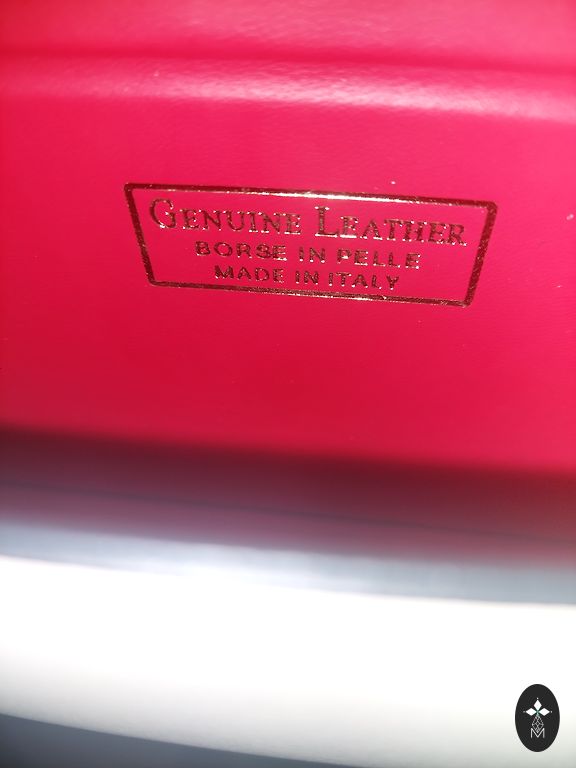 GENUINE LEATHER
BORSE IN PELLE
MADE IN ITALY
M